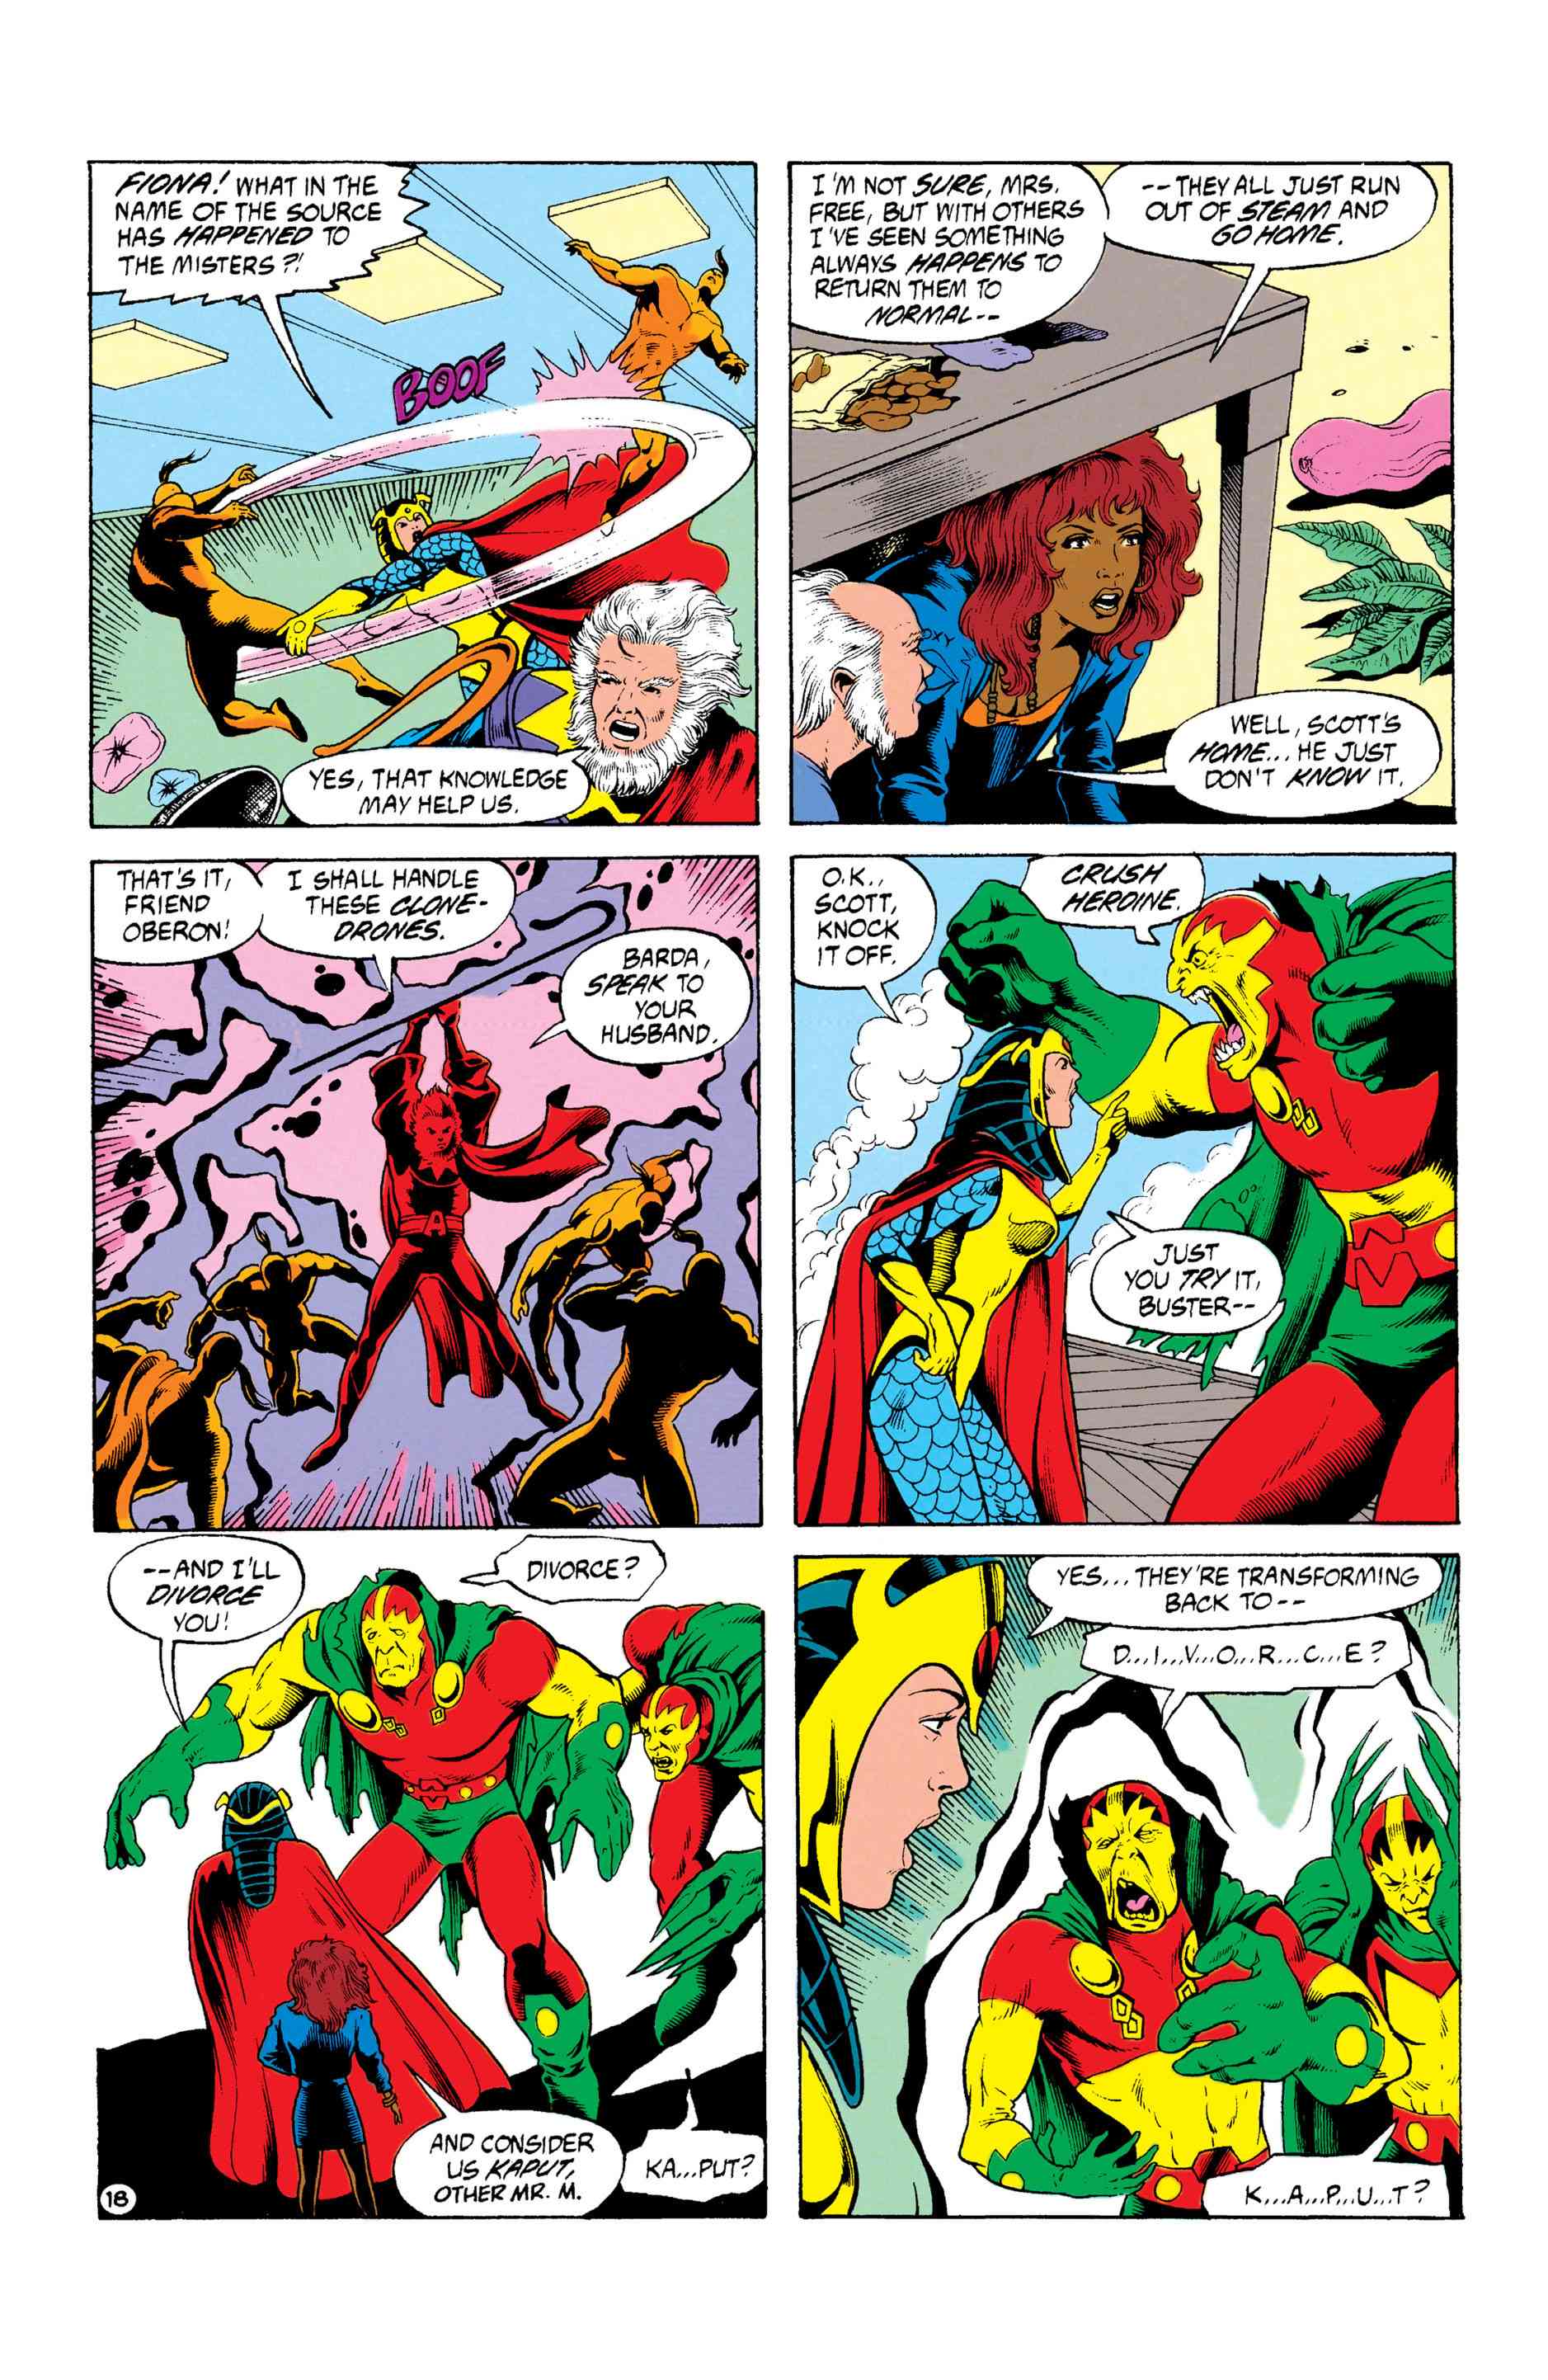 FIONA! WHAT IN THE
NAME OF THE SOURCE
HAS HAPPENED TO
THE MISTERS?!
BOOF
YES, THAT KNOWLEDGE
MAY HELP US.
I'M NOT SURE, MRS.
FREE, BUT WITH OTHERS
I'VE SEEN SOMETHING
ALWAYS HAPPENS TO
RETURN THEM TO
NORMAL--
--THEY ALL JUST RUN
OUT OF STEAM AND
GO HOME.
OXY
WELL, SCOTT'S
HOME... HE JUST
DON'T KNOW IT.
THAT'S IT,
FRIEND
OBERON!
I SHALL HANDLE
THESE CLONE-
DRONES.
BARDA,
SPEAK TO
YOUR
HUSBAND.
A
O.K.,
SCOTT,
KNOCK
IT OFF.
CRUSH
HEROINE.
JUST
YOU TRY IT,
BUSTER--
--AND I'LL
DIVORCE
YOU!
DIVORCE?
AND CONSIDER
US KAPUT,
OTHER MR. M.
KA...PUT?
18
YES... THEY'RE TRANSFORMING
BACK TO--
D...I...V...O...R...C...E?
K...A...P...U...T?